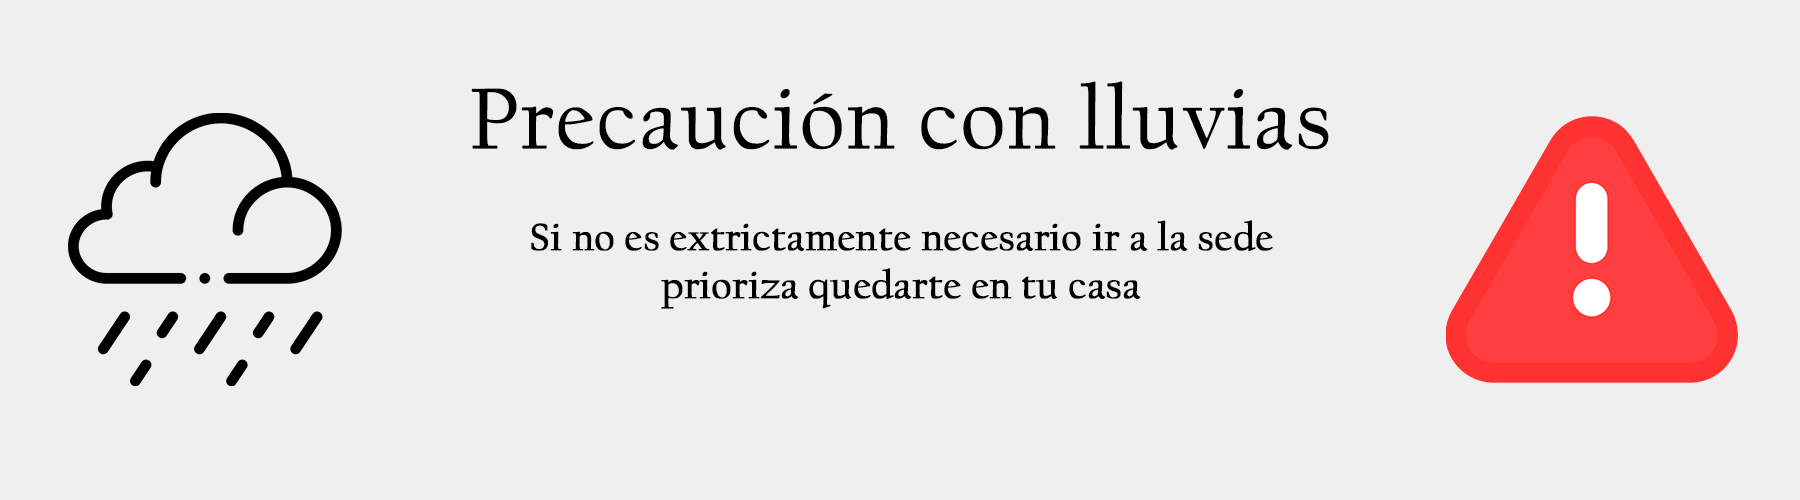 Precaución con lluvias
Si no es extrictamente necesario ir a la sede
prioriza quedarte en tu casa